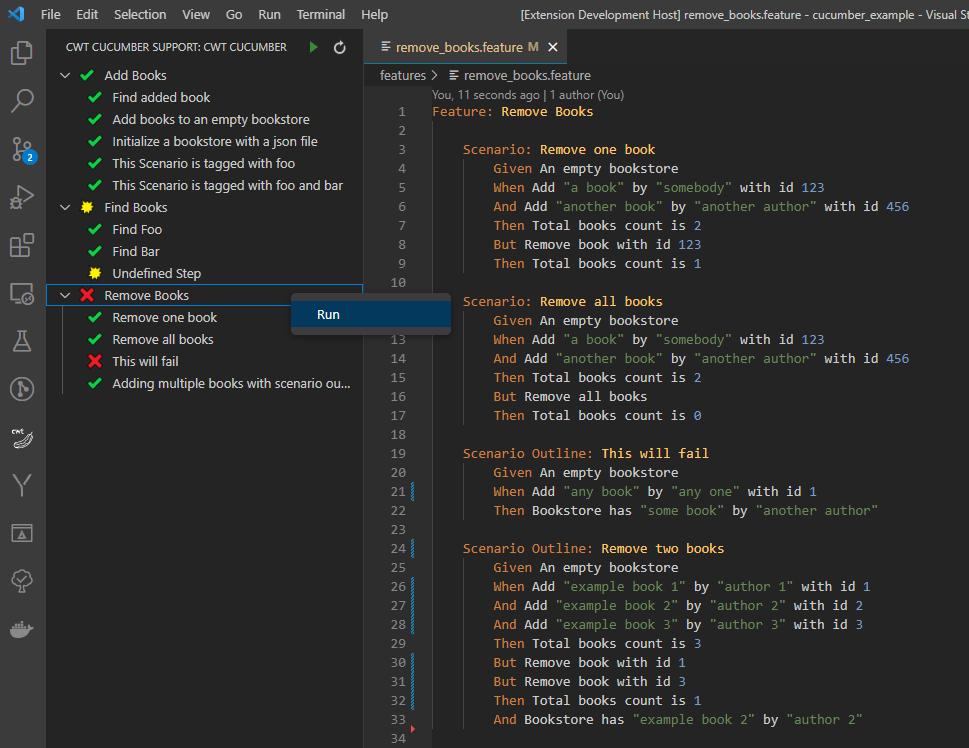 File Edit Selection View Go Run Terminal Help [Extension Development Host] remove_books.feature - cucumber_example - Visual
CWT CUCUMBER SUPPORT: CWT CUCUMBER
Add Books
Find added book
Add books to an empty bookstore
Initialize a bookstore with a json file
This Scenario is tagged with foo
This Scenario is tagged with foo and bar
Find Books
Find Foo
Find Bar
Undefined Step
Remove Books
Remove one book
Remove all books
This will fail
Adding multiple books with scenario ou...
Run
2
cwt
remove_books.feature M
features > remove_books.feature
You, 11 seconds ago | 1 author (You)
1 Feature: Remove Books
2
3 Scenario: Remove one book
4 Given An empty bookstore
5 When Add "a book" by "somebody" with id 123
6 And Add "another book" by "another author" with id 456
7 Then Total books count is 2
8 But Remove book with id 123
9 Then Total books count is 1
10
Scenario: Remove all books
Given An empty bookstore
13 When Add "a book" by "somebody" with id 123
14 And Add "another book" by "another author" with id 456
15 Then Total books count is 2
16 But Remove all books
17 Then Total books count is 0
18
19 Scenario Outline: This will fail
20 Given An empty bookstore
21 When Add "any book" by "any one" with id 1
22 Then Bookstore has "some book" by "another author"
23
24 Scenario Outline: Remove two books
25 Given An empty bookstore
26 When Add "example book 1" by "author 1" with id 1
27 And Add "example book 2" by "author 2" with id 2
28 And Add "example book 3" by "author 3" with id 3
29 Then Total books count is 3
30 But Remove book with id 1
31 But Remove book with id 3
32 Then Total books count is 1
33 And Bookstore has "example book 2" by "author 2"
34